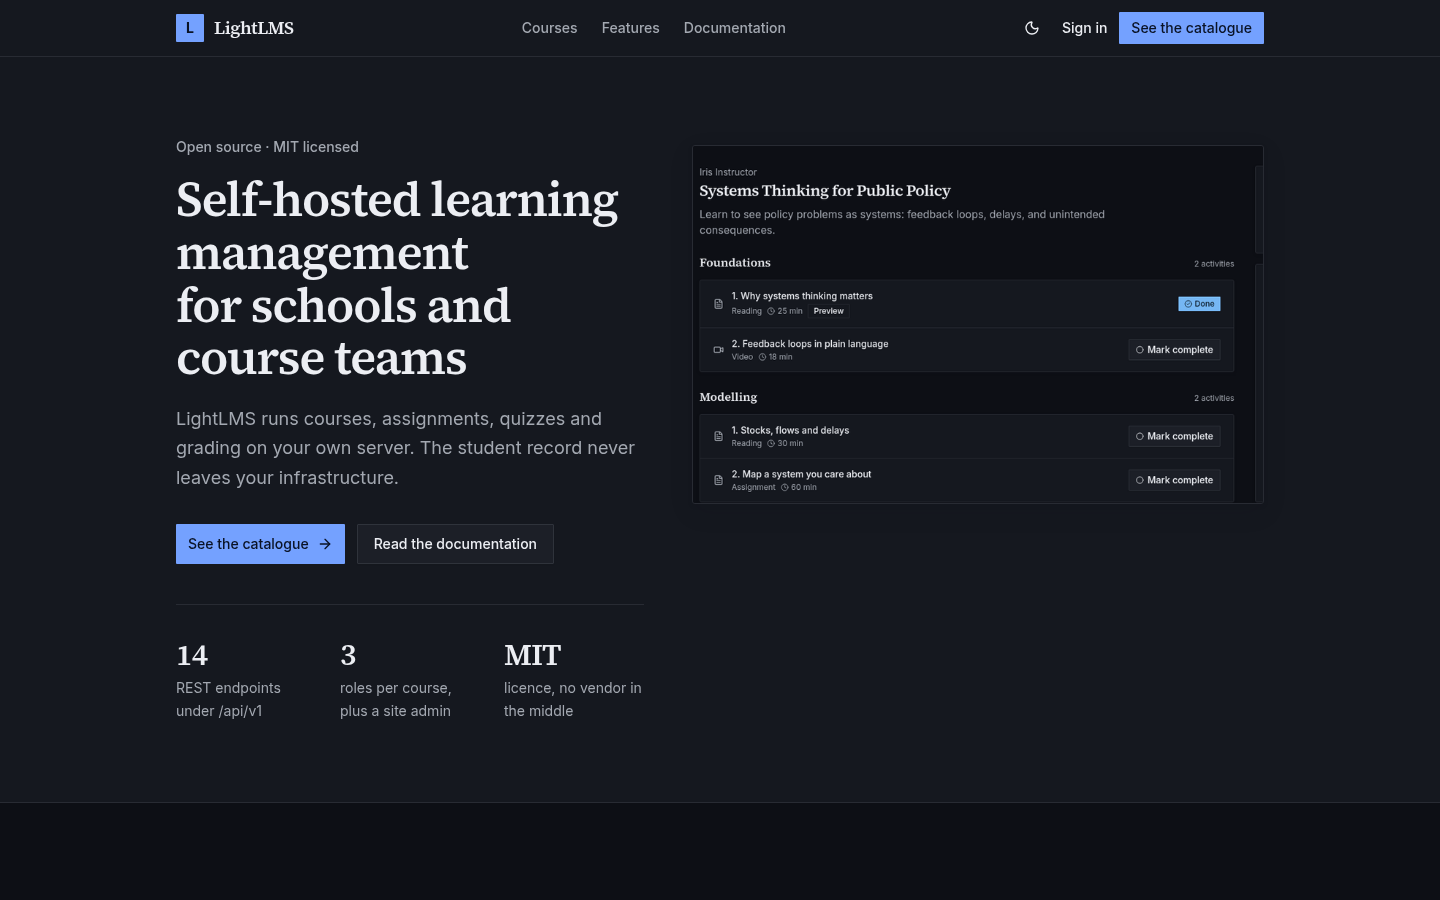 L LightLMS
Courses Features Documentation
Sign in See the catalogue
Open source · MIT licensed
Self-hosted learning
management
for schools and
course teams
LightLMS runs courses, assignments, quizzes and
grading on your own server. The student record never
leaves your infrastructure.
See the catalogue
Read the documentation
14
REST endpoints
under /api/v1
3
roles per course,
plus a site admin
MIT
licence, no vendor in
the middle
Iris Instructor
Systems Thinking for Public Policy
Learn to see policy problems as systems: feedback loops, delays, and unintended
consequences.
Foundations 2 activities
1. Why systems thinking matters
Reading 25 min Preview
Done
2. Feedback loops in plain language
Video 18 min
Mark complete
Modelling 2 activities
1. Stocks, flows and delays
Reading 30 min
Mark complete
2. Map a system you care about
Assignment 60 min
Mark complete